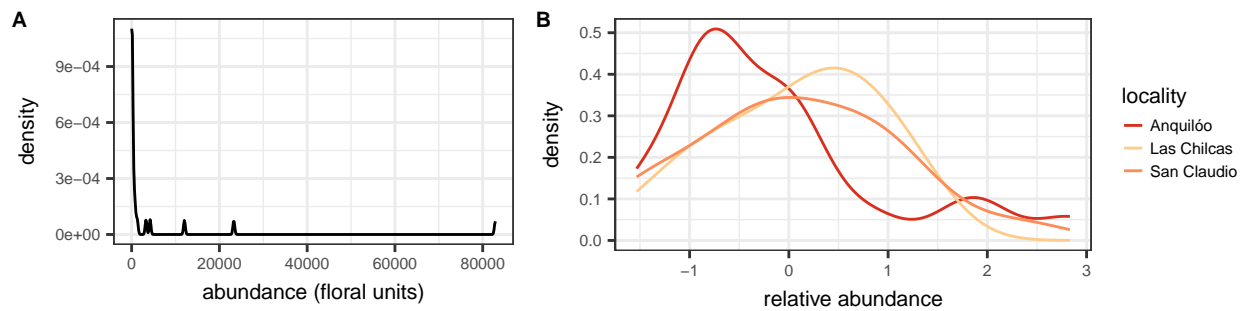 A
density
9e−04
6e−04
3e−04
0e+00
0 20000 40000 60000 80000
abundance (floral units)
B
density
0.5
0.4
0.3
0.2
0.1
0.0
−1 0 1 2 3
relative abundance
locality
Anquilóo
Las Chilcas
San Claudio